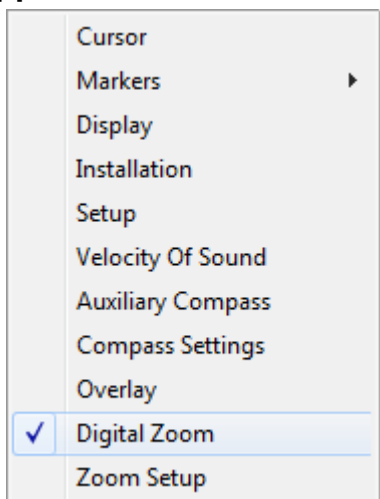 Cursor
Markers
Display
Installation
Setup
Velocity Of Sound
Auxiliary Compass
Compass Settings
Overlay
Digital Zoom
Zoom Setup